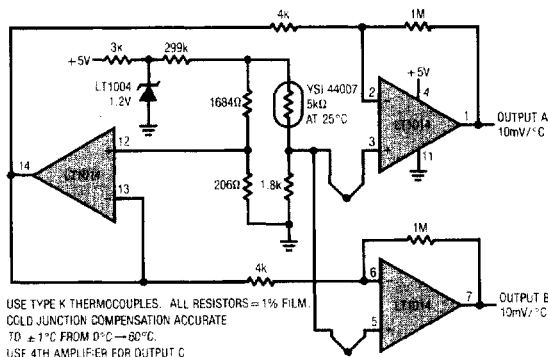 4k
1M
+5V
3k
299k
LT1004
1.2V
1684Ω
YSI 44007
5kΩ
AT 25°C
+5V
4
2
3
1
11
LT1014
OUTPUT A
10mV/°C
14
12
13
LT1014
206Ω
1.8k
1M
4k
6
5
7
LT1014
OUTPUT B
10mV/°C
USE TYPE K THERMOCOUPLES. ALL RESISTORS = 1% FILM.
COLD JUNCTION COMPENSATION ACCURATE
TO ±1°C FROM 0°C → 60°C.
USE 4TH AMPLIFIER FOR OUTPUT C